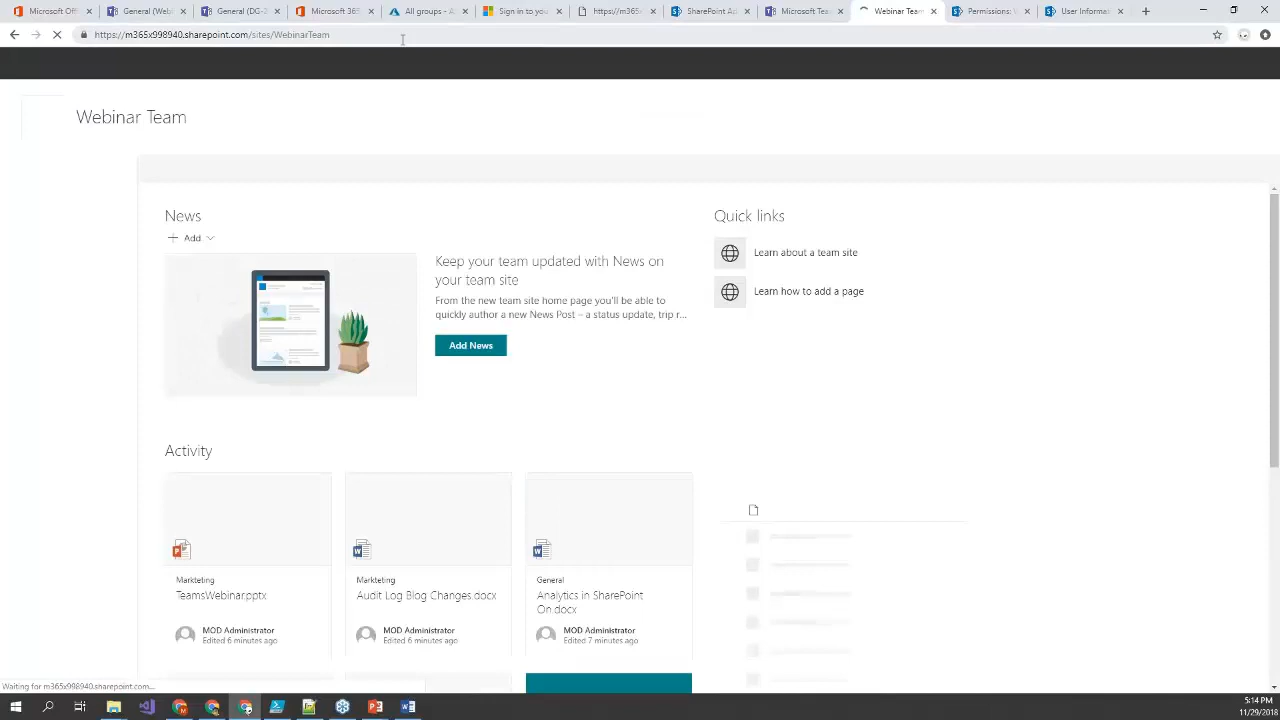 Microsoft Off
General (Web
General (DG-
Microsoft 365
All groups - A
Sign in to you
https://m365
SharePoint Ad
Microsoft Tea
Webinar Team
Permissions: V
User Informat
https://m365x998940.sharepoint.com/sites/WebinarTeam
Webinar Team
News
Add
Keep your team updated with News on
your team site
From the new team site home page you'll be able to
quickly author a new News Post – a status update, trip r...
Add News
Quick links
Learn about a team site
Learn how to add a page
Activity
Markteting
TeamsWebinar.pptx
MOD Administrator
Edited 6 minutes ago
Markteting
Audit Log Blog Changes.docx
MOD Administrator
Edited 6 minutes ago
General
Analytics in SharePoint
On.docx
MOD Administrator
Edited 7 minutes ago
Waiting for m365x998940.sharepoint.com...
5:14 PM
11/29/2018